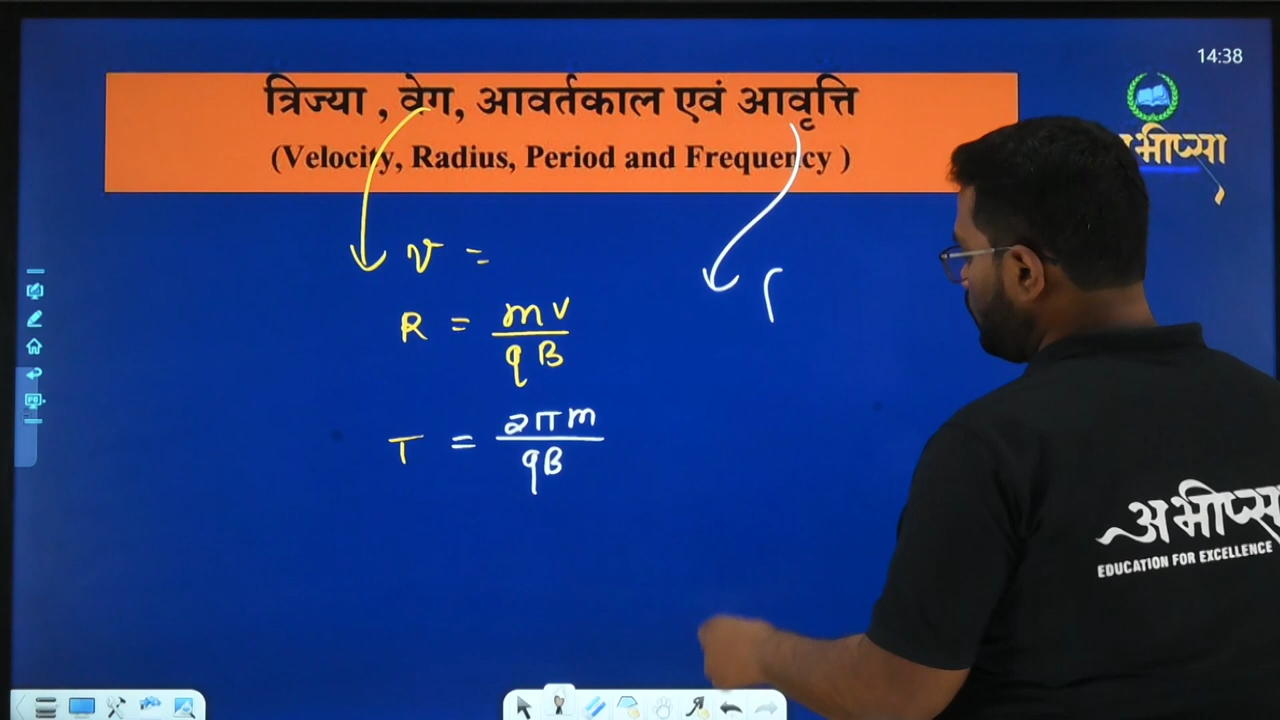 14:38
त्रिज्या , वेग, आवर्तकाल एवं आवृत्ति
(Velocity, Radius, Period and Frequency )
अभीप्सा
v =
R = mv / qB
T = 2πm / qB
अभीप्सा
EDUCATION FOR EXCELLENCE